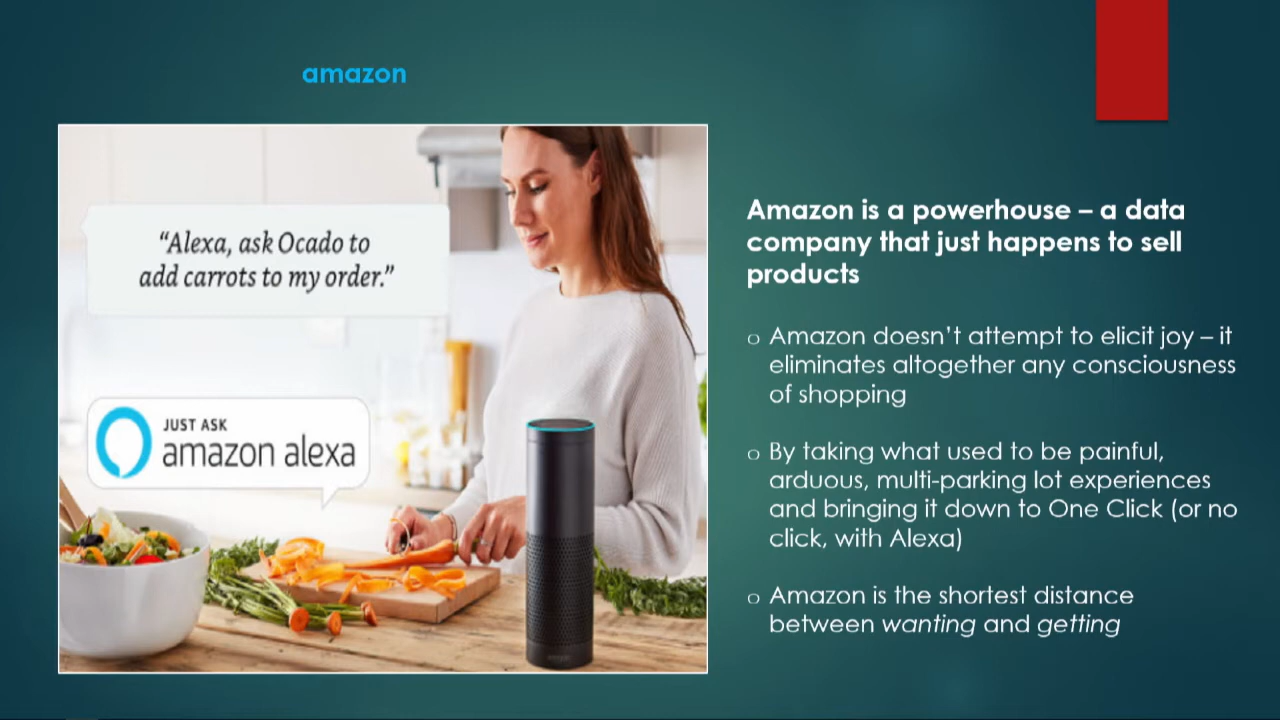 amazon
“Alexa, ask Ocado to
add carrots to my order.”
JUST ASK
amazon alexa
Amazon is a powerhouse – a data
company that just happens to sell
products
o Amazon doesn’t attempt to elicit joy – it
eliminates altogether any consciousness
of shopping
o By taking what used to be painful,
arduous, multi-parking lot experiences
and bringing it down to One Click (or no
click, with Alexa)
o Amazon is the shortest distance
between wanting and getting